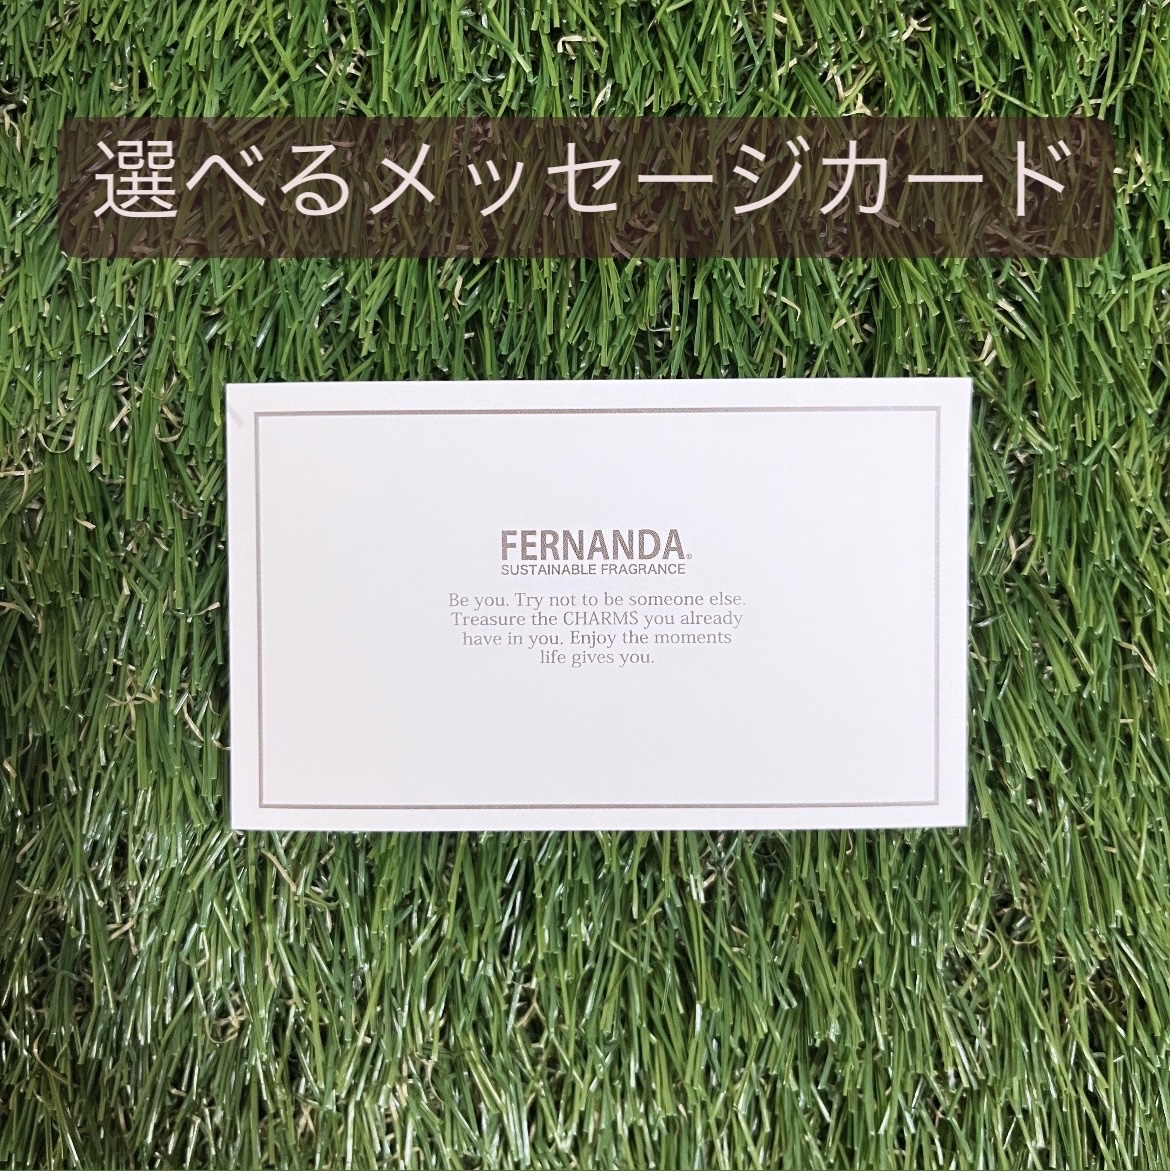 選べるメッセージカード
FERNANDA®
SUSTAINABLE FRAGRANCE
Be you. Try not to be someone else.
Treasure the CHARMS you already
have in you. Enjoy the moments
life gives you.